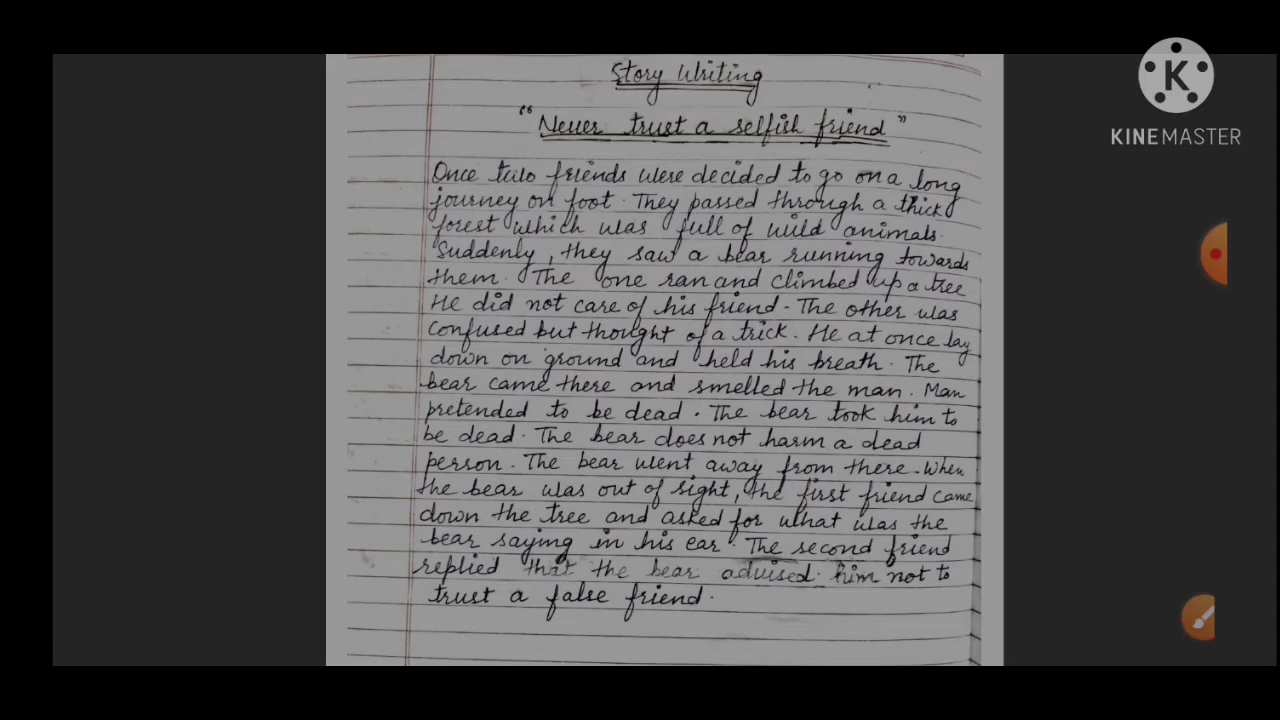 Story Writing
"Never trust a selfish friend"
Once two friends were decided to go on a long
journey on foot. They passed through a thick
forest which was full of wild animals.
Suddenly, they saw a bear running towards
them. The one ran and climbed up a tree
He did not care of his friend. The other was
confused but thought of a trick. He at once lay
down on ground and held his breath. The
bear came there and smelled the man. Man
pretended to be dead. The bear took him to
be dead. The bear does not harm a dead
person. The bear went away from there. When
the bear was out of sight, the first friend came
down the tree and asked for what was the
bear saying in his ear. The second friend
replied that the bear advised him not to
trust a false friend.
K
KINEMASTER